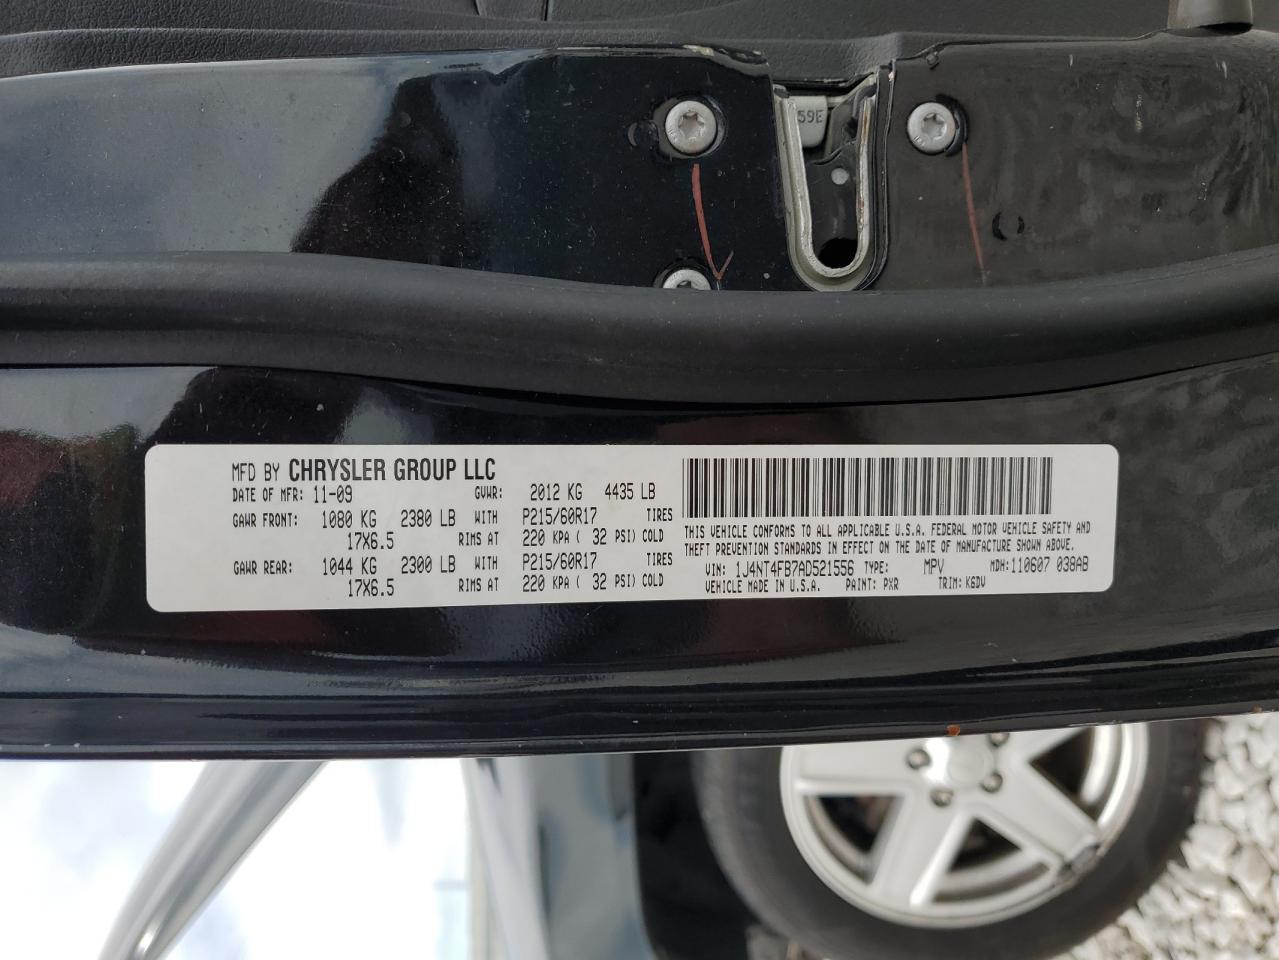 59E
MFD BY CHRYSLER GROUP LLC
DATE OF MFR: 11-09 GVWR: 2012 KG 4435 LB
GAWR FRONT: 1080 KG 2380 LB WITH P215/60R17 TIRES
17X6.5 RIMS AT 220 KPA ( 32 PSI) COLD
GAWR REAR: 1044 KG 2300 LB WITH P215/60R17 TIRES
17X6.5 RIMS AT 220 KPA ( 32 PSI) COLD
THIS VEHICLE CONFORMS TO ALL APPLICABLE U.S.A. FEDERAL MOTOR VEHICLE SAFETY AND
THEFT PREVENTION STANDARDS IN EFFECT ON THE DATE OF MANUFACTURE SHOWN ABOVE.
VIN: 1J4NT4FB7AD521556 TYPE: MPV MDH: 110607 038AB
VEHICLE MADE IN U.S.A. PAINT: PXR TRIM: K6DV